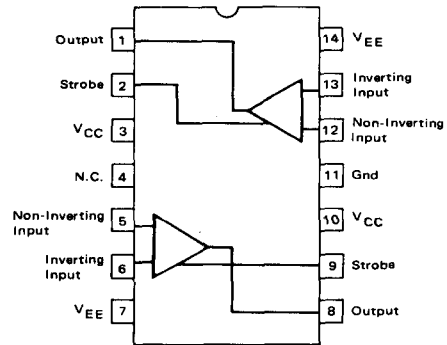 Output 1
Strobe 2
VCC 3
N.C. 4
Non-Inverting
Input 5
Inverting
Input 6
VEE 7
14 VEE
13 Inverting
Input
12 Non-Inverting
Input
11 Gnd
10 VCC
9 Strobe
8 Output